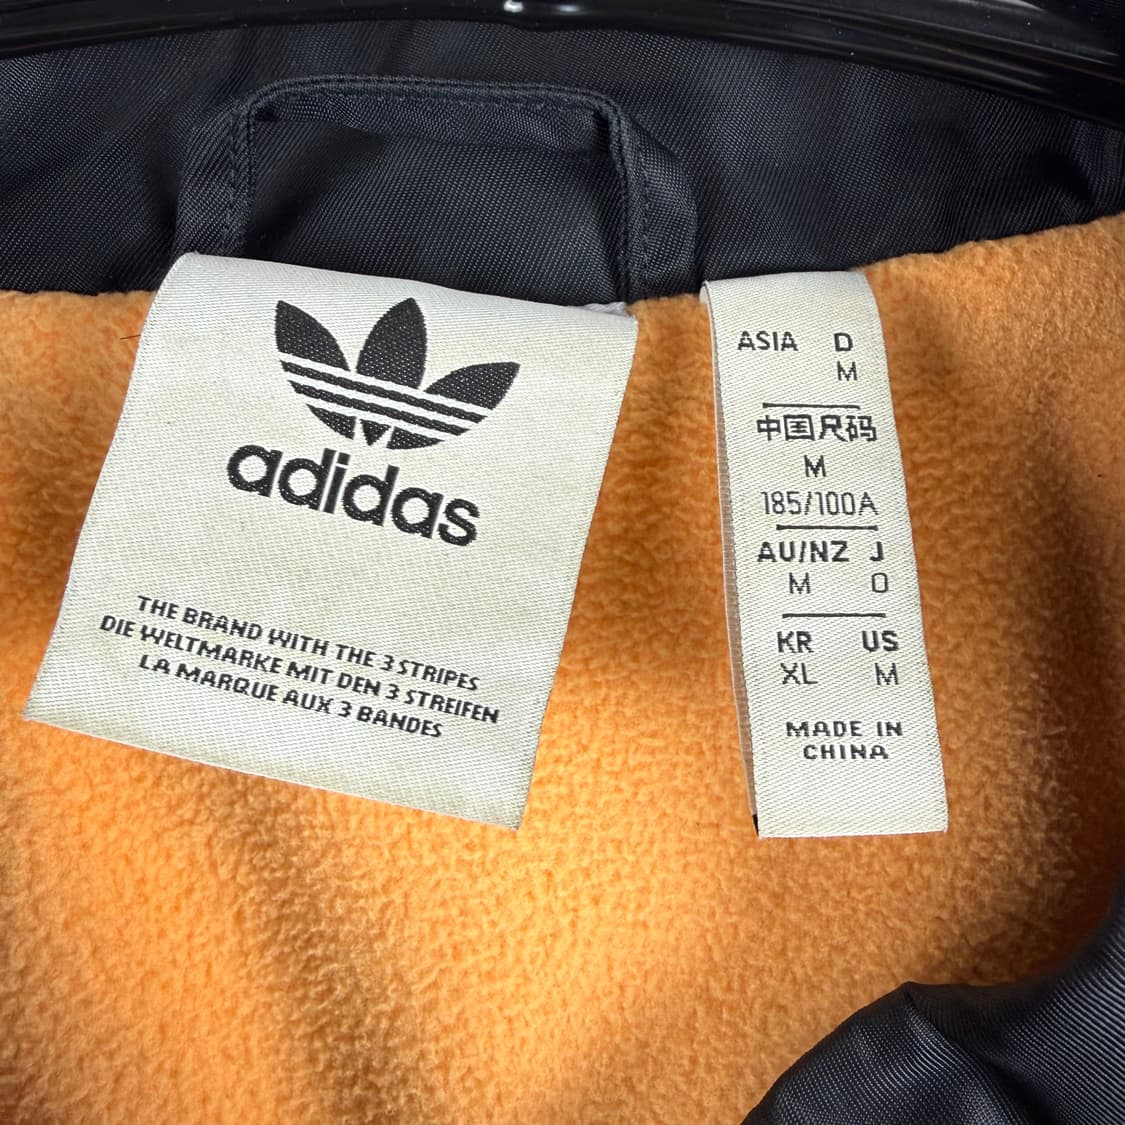 adidas
THE BRAND WITH THE 3 STRIPES
DIE WELTMARKE MIT DEN 3 STREIFEN
LA MARQUE AUX 3 BANDES
ASIA D
M
中国尺码
M
185/100A
AU/NZ J
M O
KR US
XL M
MADE IN
CHINA